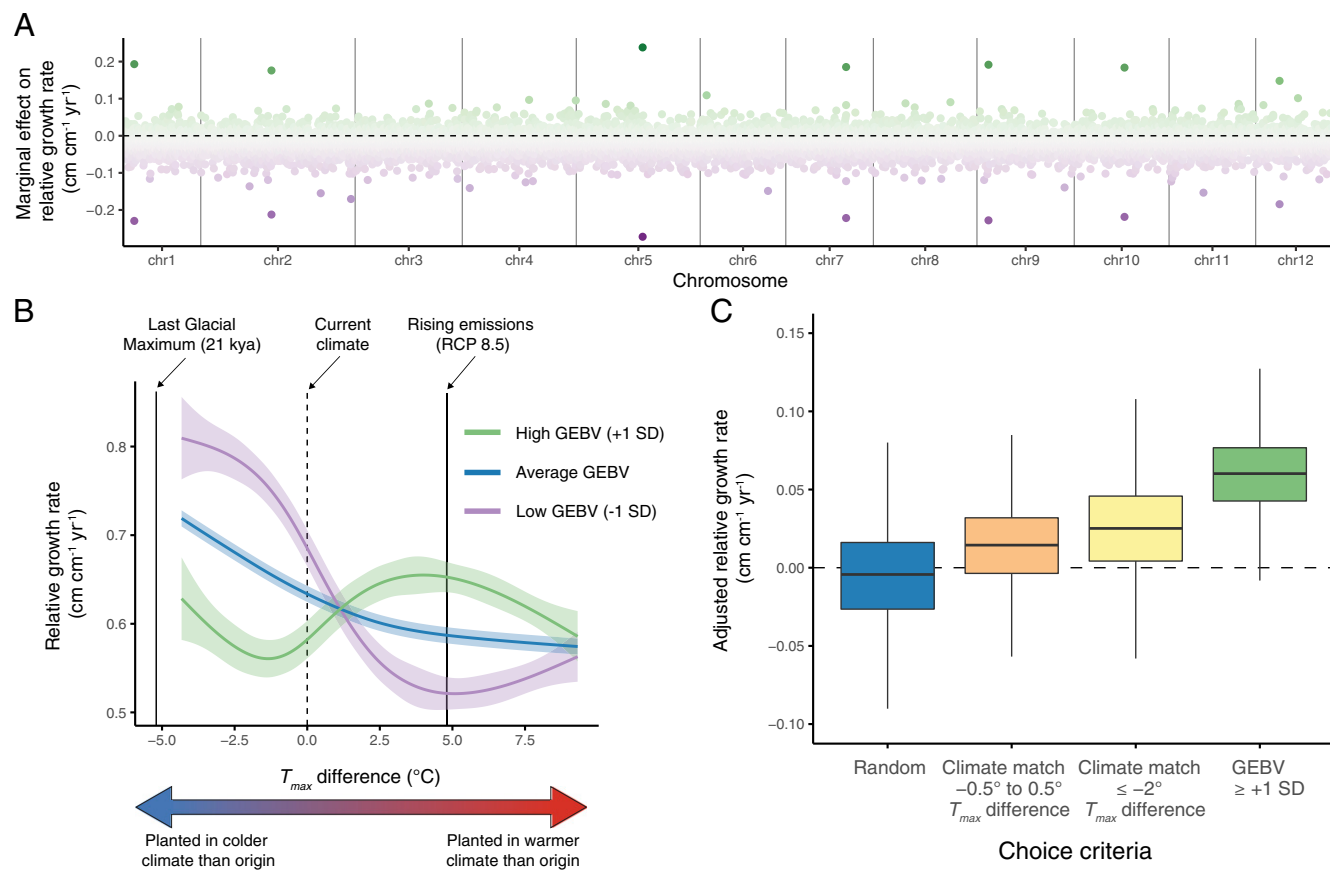 A
Marginal effect on
relative growth rate
(cm cm⁻¹ yr⁻¹)
0.2
0.1
0.0
−0.1
−0.2
chr1 chr2 chr3 chr4 chr5 chr6 chr7 chr8 chr9 chr10 chr11 chr12
Chromosome
B
Last Glacial
Maximum (21 kya)
Current
climate
Rising emissions
(RCP 8.5)
High GEBV (+1 SD)
Average GEBV
Low GEBV (-1 SD)
Relative growth rate
(cm cm⁻¹ yr⁻¹)
0.8
0.7
0.6
0.5
−5.0 −2.5 0.0 2.5 5.0 7.5
Tmax difference (°C)
Planted in colder
climate than origin
Planted in warmer
climate than origin
C
Adjusted relative growth rate
(cm cm⁻¹ yr⁻¹)
0.15
0.10
0.05
0.00
−0.05
−0.10
Random
Climate match
−0.5° to 0.5°
Tmax difference
Climate match
≤ −2°
Tmax difference
GEBV
≥ +1 SD
Choice criteria